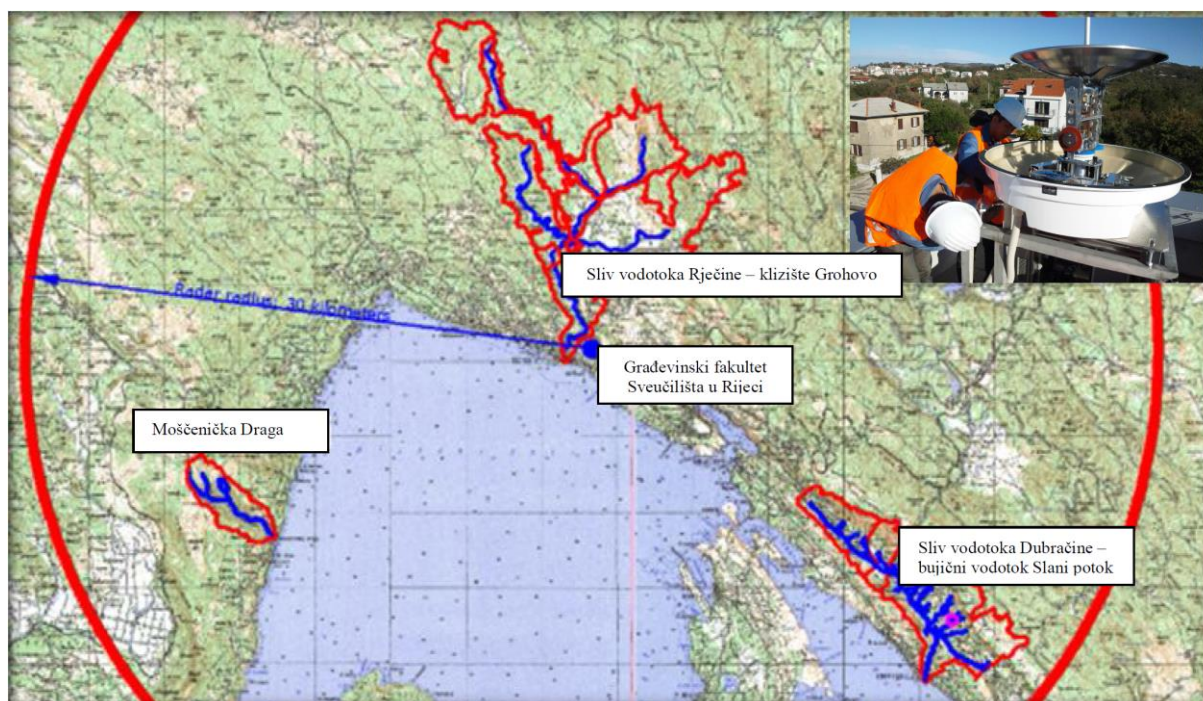 Sliv vodotoka Rječine – klizište Grohovo
Radar radius: 30 kilometers
Građevinski fakultet
Sveučilišta u Rijeci
Moščenička Draga
Sliv vodotoka Dubračine –
bujični vodotok Slani potok